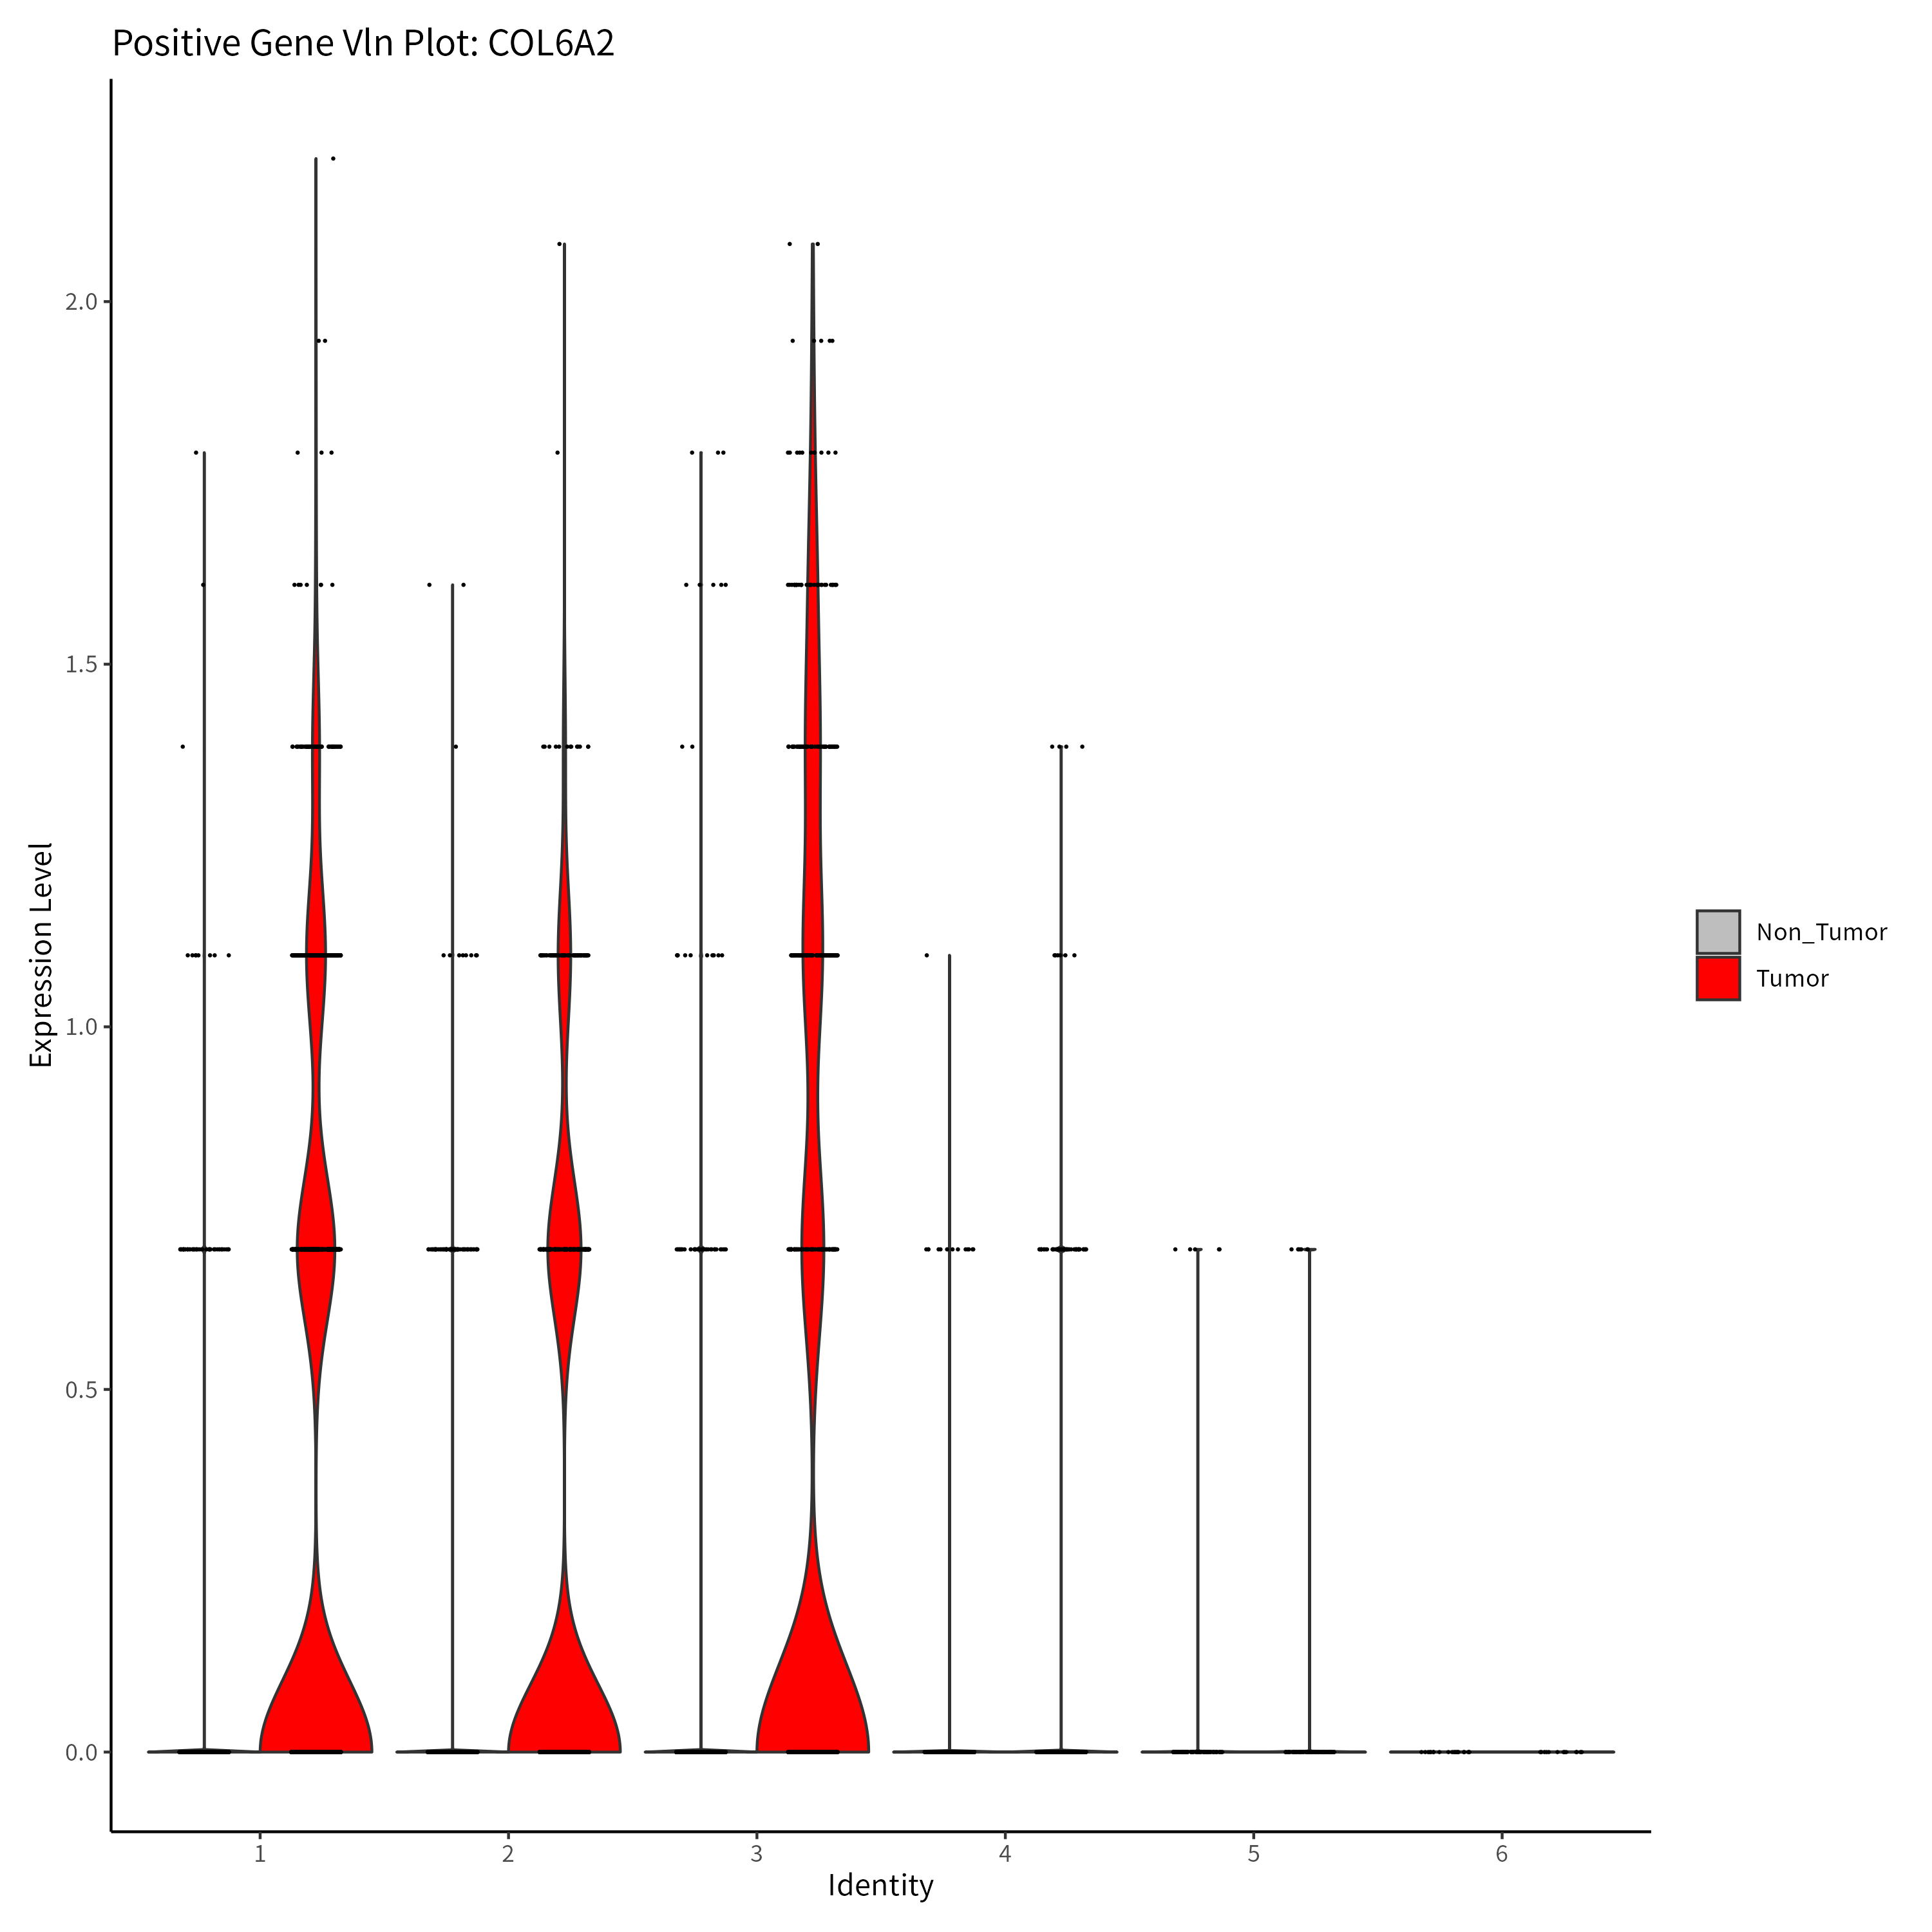 Positive Gene Vln Plot: COL6A2
Expression Level
2.0
1.5
1.0
0.5
0.0
1 2 3 4 5 6
Identity
Non_Tumor
Tumor